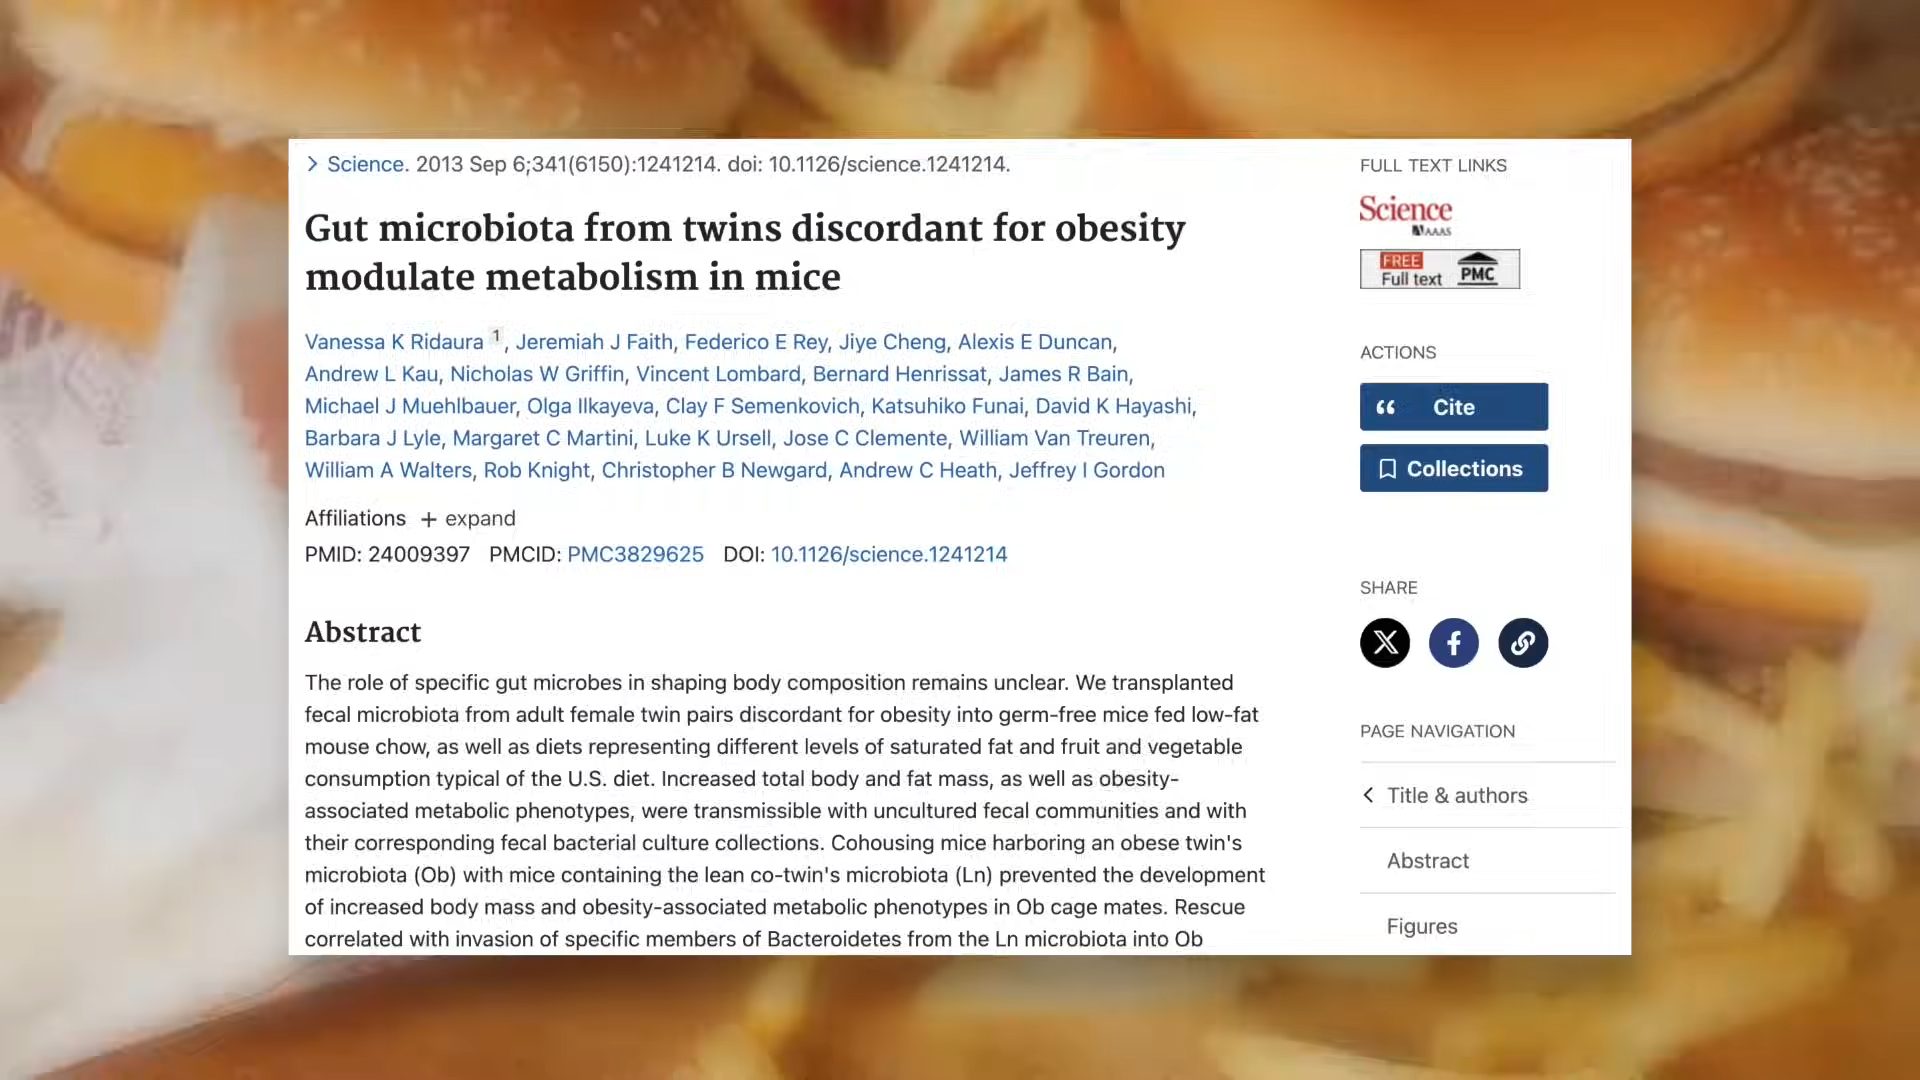 Science. 2013 Sep 6;341(6150):1241214. doi: 10.1126/science.1241214.
Gut microbiota from twins discordant for obesity
modulate metabolism in mice
Vanessa K Ridaura 1, Jeremiah J Faith, Federico E Rey, Jiye Cheng, Alexis E Duncan,
Andrew L Kau, Nicholas W Griffin, Vincent Lombard, Bernard Henrissat, James R Bain,
Michael J Muehlbauer, Olga Ilkayeva, Clay F Semenkovich, Katsuhiko Funai, David K Hayashi,
Barbara J Lyle, Margaret C Martini, Luke K Ursell, Jose C Clemente, William Van Treuren,
William A Walters, Rob Knight, Christopher B Newgard, Andrew C Heath, Jeffrey I Gordon
Affiliations + expand
PMID: 24009397 PMCID: PMC3829625 DOI: 10.1126/science.1241214
Abstract
The role of specific gut microbes in shaping body composition remains unclear. We transplanted
fecal microbiota from adult female twin pairs discordant for obesity into germ-free mice fed low-fat
mouse chow, as well as diets representing different levels of saturated fat and fruit and vegetable
consumption typical of the U.S. diet. Increased total body and fat mass, as well as obesity-
associated metabolic phenotypes, were transmissible with uncultured fecal communities and with
their corresponding fecal bacterial culture collections. Cohousing mice harboring an obese twin's
microbiota (Ob) with mice containing the lean co-twin's microbiota (Ln) prevented the development
of increased body mass and obesity-associated metabolic phenotypes in Ob cage mates. Rescue
correlated with invasion of specific members of Bacteroidetes from the Ln microbiota into Ob
FULL TEXT LINKS
Science
AAAS
FREE
Full text PMC
ACTIONS
Cite
Collections
SHARE
PAGE NAVIGATION
Title & authors
Abstract
Figures